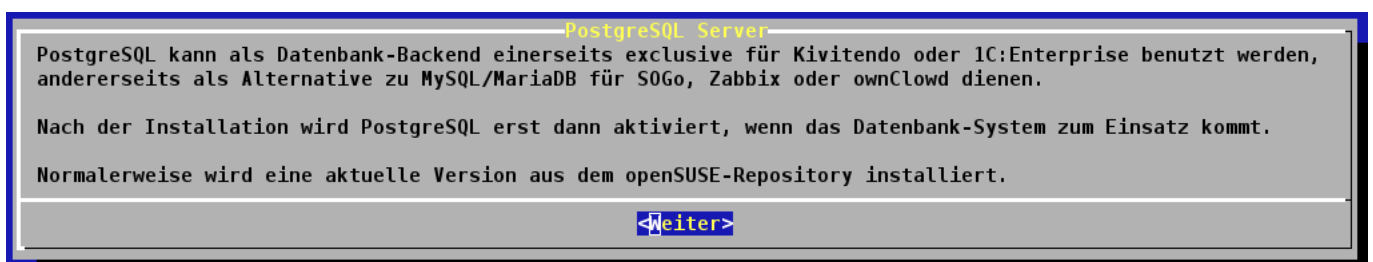 PostgreSQL Server
PostgreSQL kann als Datenbank-Backend einerseits exclusive für Kivitendo oder 1C:Enterprise benutzt werden,
andererseits als Alternative zu MySQL/MariaDB für SOGo, Zabbix oder ownClowd dienen.
Nach der Installation wird PostgreSQL erst dann aktiviert, wenn das Datenbank-System zum Einsatz kommt.
Normalerweise wird eine aktuelle Version aus dem openSUSE-Repository installiert.
<Weiter>